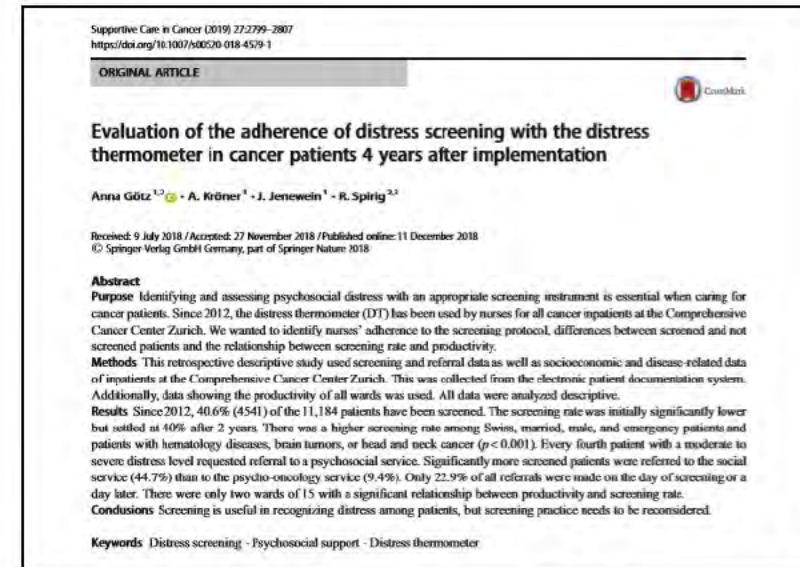 Supportive Care in Cancer (2019) 27:2799–2807
https://doi.org/10.1007/s00520-018-4579-1
ORIGINAL ARTICLE
CrossMark
Evaluation of the adherence of distress screening with the distress
thermometer in cancer patients 4 years after implementation
Anna Götz 1,2 · A. Kröner 1 · J. Jenewein 1 · R. Spirig 2,3
Received: 9 July 2018 / Accepted: 27 November 2018 / Published online: 11 December 2018
© Springer-Verlag GmbH Germany, part of Springer Nature 2018
Abstract
Purpose Identifying and assessing psychosocial distress with an appropriate screening instrument is essential when caring for
cancer patients. Since 2012, the distress thermometer (DT) has been used by nurses for all cancer inpatients at the Comprehensive
Cancer Center Zurich. We wanted to identify nurses' adherence to the screening protocol, differences between screened and not
screened patients and the relationship between screening rate and productivity.
Methods This retrospective descriptive study used screening and referral data as well as socioeconomic and disease-related data
of inpatients at the Comprehensive Cancer Center Zurich. This was collected from the electronic patient documentation system.
Additionally, data showing the productivity of all wards was used. All data were analyzed descriptive.
Results Since 2012, 40.6% (4541) of the 11,184 patients have been screened. The screening rate was initially significantly lower
but settled at 40% after 2 years. There was a higher screening rate among Swiss, married, male, and emergency patients and
patients with hematology diseases, brain tumors, or head and neck cancer (p < 0.001). Every fourth patient with a moderate to
severe distress level requested referral to a psychosocial service. Significantly more screened patients were referred to the social
service (44.7%) than to the psycho-oncology service (9.4%). Only 22.9% of all referrals were made on the day of screening or a
day later. There were only two wards of 15 with a significant relationship between productivity and screening rate.
Conclusions Screening is useful in recognizing distress among patients, but screening practice needs to be reconsidered.
Keywords Distress screening · Psychosocial support · Distress thermometer